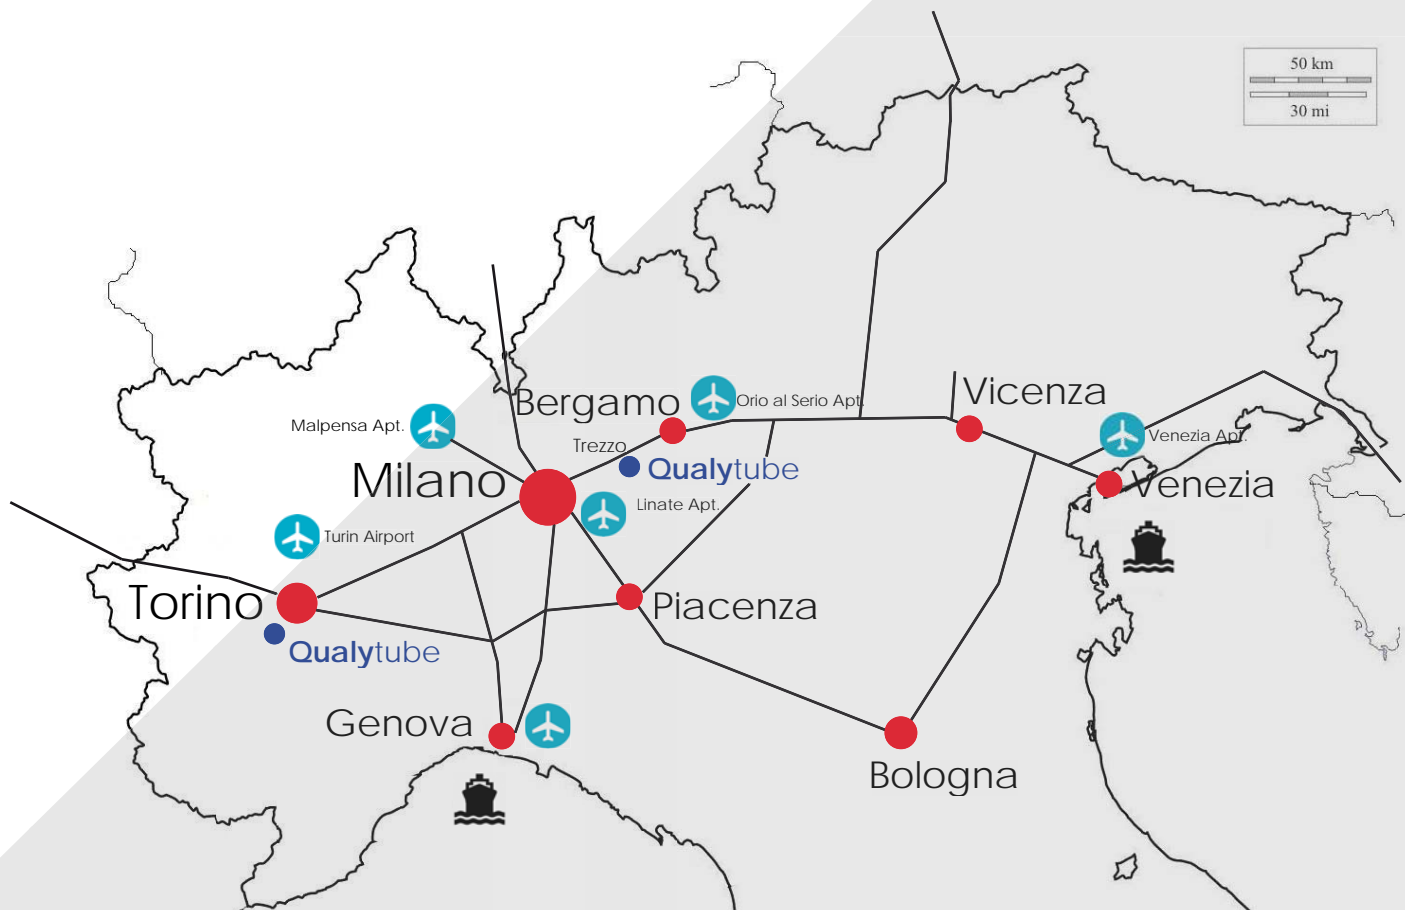 50 km
30 mi
Bergamo
Orio al Serio Apt.
Vicenza
Malpensa Apt.
Trezzo
Venezia Apt.
Milano
Qualytube
Venezia
Linate Apt.
Turin Airport
Torino
Piacenza
Qualytube
Genova
Bologna